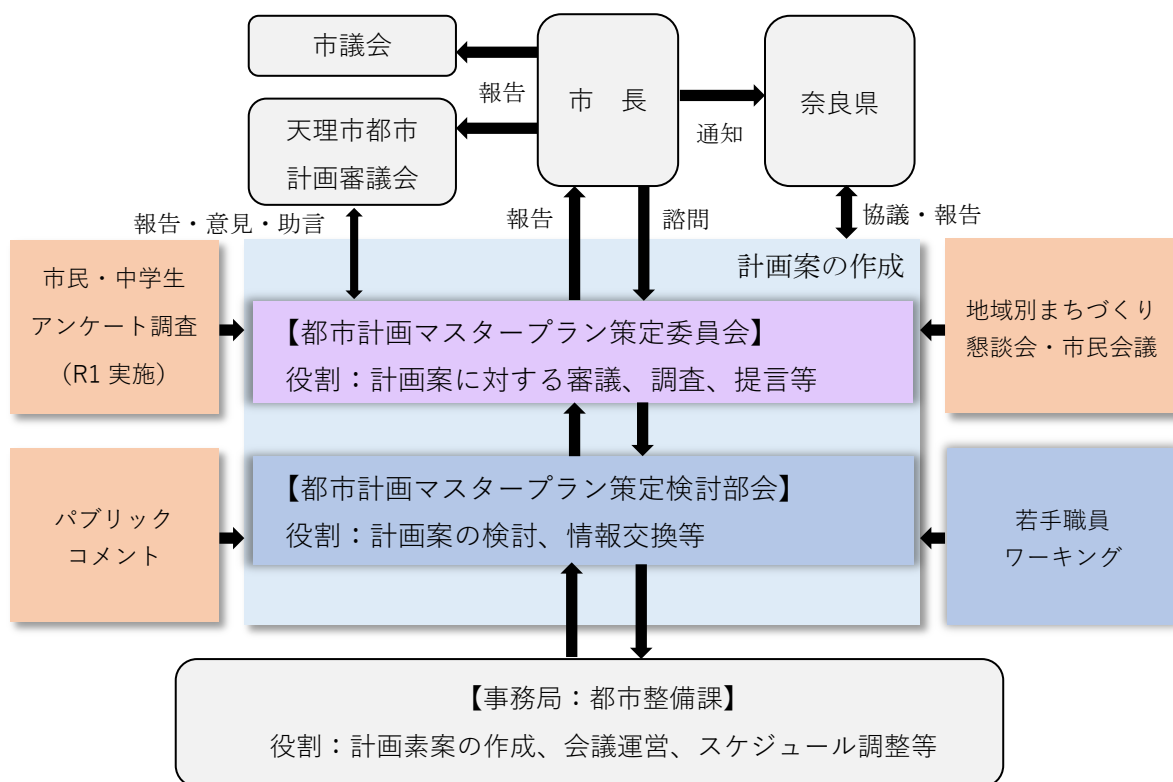 市議会
市　長
奈良県
報告
通知
天理市都市
計画審議会
報告・意見・助言
報告
諮問
協議・報告
計画案の作成
市民・中学生
アンケート調査
（R1 実施）
【都市計画マスタープラン策定委員会】
役割：計画案に対する審議、調査、提言等
地域別まちづくり
懇談会・市民会議
パブリック
コメント
【都市計画マスタープラン策定検討部会】
役割：計画案の検討、情報交換等
若手職員
ワーキング
【事務局：都市整備課】
役割：計画素案の作成、会議運営、スケジュール調整等